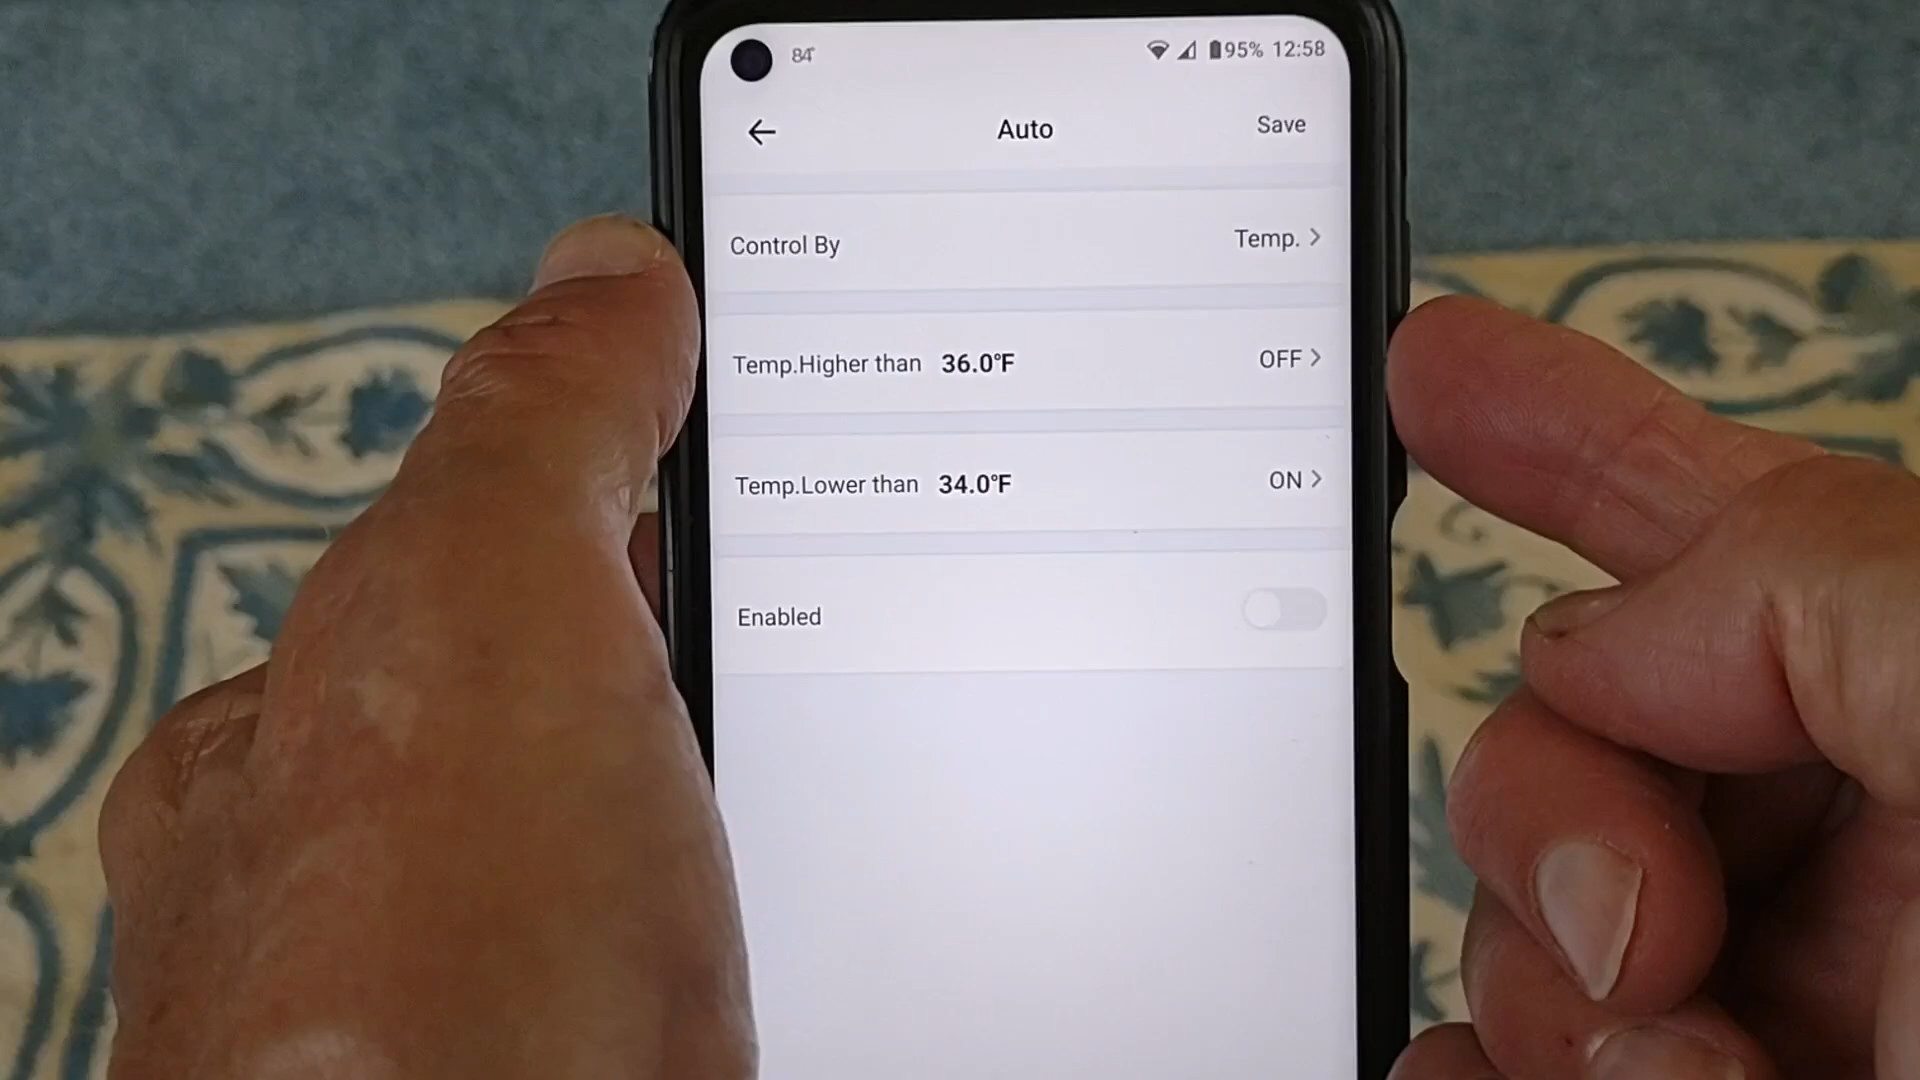 84° 95% 12:58
Auto Save
Control By Temp.
Temp.Higher than 36.0℉ OFF
Temp.Lower than 34.0℉ ON
Enabled